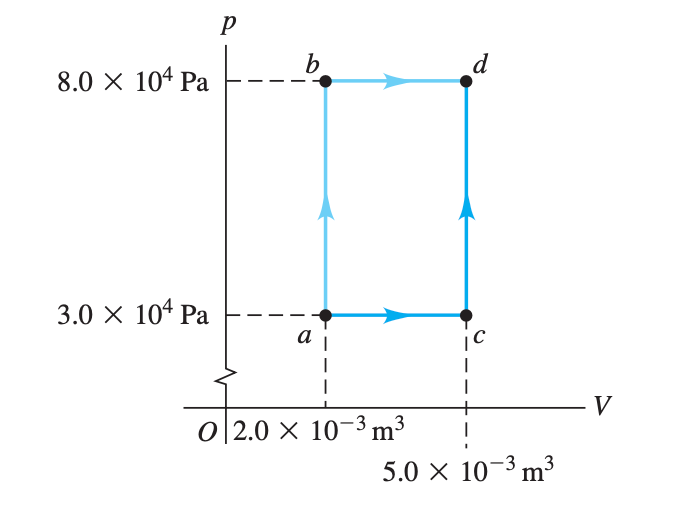 p
8.0 × 10⁴ Pa
b
d
3.0 × 10⁴ Pa
a
c
V
O
2.0 × 10⁻³ m³
5.0 × 10⁻³ m³